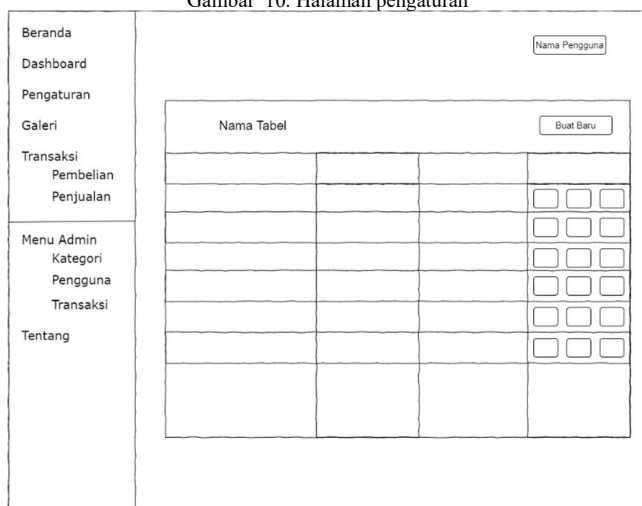 Gambar 10. Halaman pengaturan
Beranda
Dashboard
Pengaturan
Galeri
Transaksi
Pembelian
Penjualan
Menu Admin
Kategori
Pengguna
Transaksi
Tentang
Nama Pengguna
Nama Tabel
Buat Baru